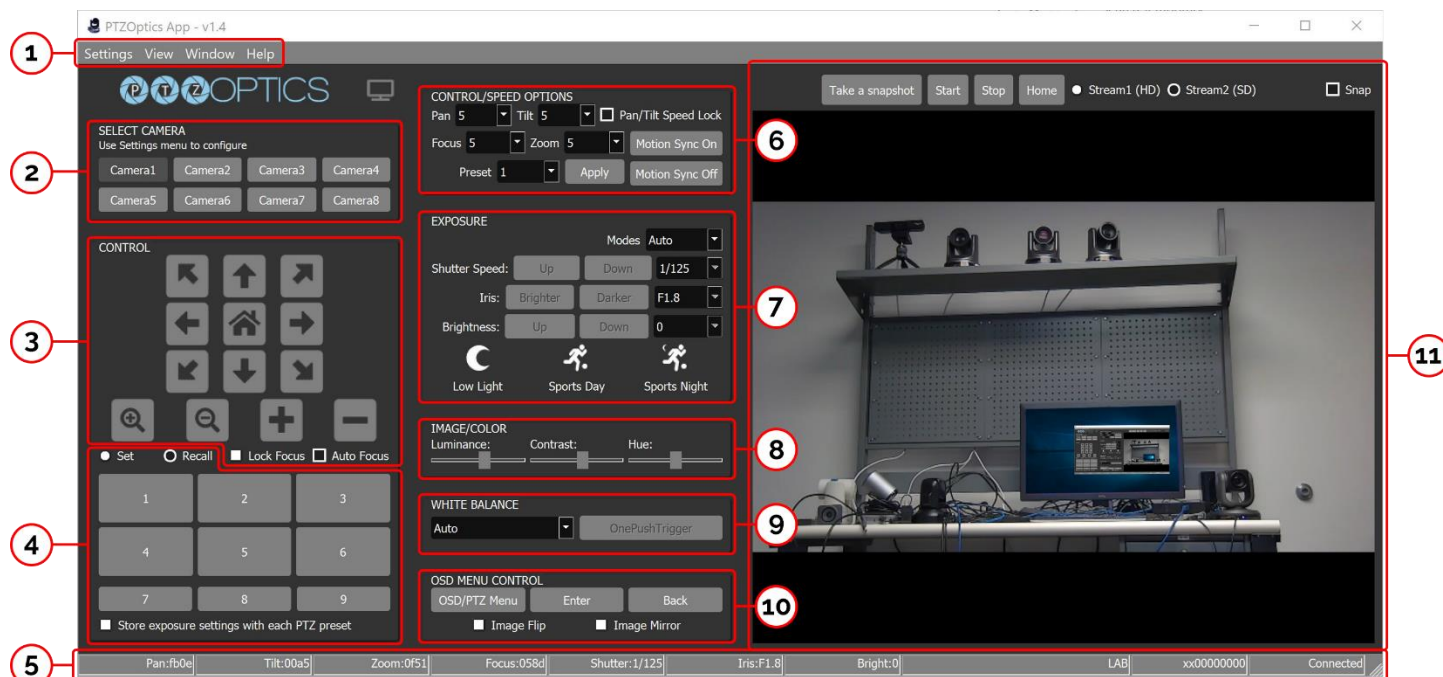 PTZOptics App - v1.4
1
Settings View Window Help
PTZOPTICS
SELECT CAMERA
Use Settings menu to configure
2
Camera1 Camera2 Camera3 Camera4
Camera5 Camera6 Camera7 Camera8
3
CONTROL
Set Recall Lock Focus Auto Focus
4
1 2 3
4 5 6
7 8 9
Store exposure settings with each PTZ preset
CONTROL/SPEED OPTIONS
Pan 5 Tilt 5 Pan/Tilt Speed Lock
Focus 5 Zoom 5 Motion Sync On
Preset 1 Apply Motion Sync Off
6
EXPOSURE
Modes Auto
Shutter Speed: Up Down 1/125
Iris: Brighter Darker F1.8
Brightness: Up Down 0
Low Light Sports Day Sports Night
7
IMAGE/COLOR
Luminance: Contrast: Hue:
8
WHITE BALANCE
Auto OnePushTrigger
9
OSD MENU CONTROL
OSD/PTZ Menu Enter Back
Image Flip Image Mirror
10
Take a snapshot Start Stop Home Stream1 (HD) Stream2 (SD) Snap
11
5
Pan:fb0e Tilt:00a5 Zoom:0f51 Focus:058d Shutter:1/125 Iris:F1.8 Bright:0 LAB xx00000000 Connected